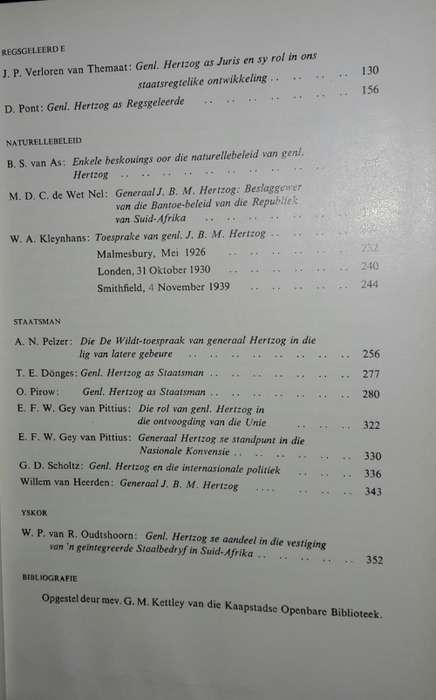 REGSGELEERDE
J. P. Verloren van Themaat: Genl. Hertzog as Juris en sy rol in ons
staatsregtelike ontwikkeling .. .. .. .. 130
D. Pont: Genl. Hertzog as Regsgeleerde .. .. .. .. .. 156
NATURELLEBELEID
B. S. van As: Enkele beskouings oor die naturellebeleid van genl.
Hertzog .. .. .. .. .. .. .. ..
M. D. C. de Wet Nel: Generaal J. B. M. Hertzog: Beslaggewer
van die Bantoe-beleid van die Republiek
van Suid-Afrika .. .. .. .. ..
W. A. Kleynhans: Toesprake van genl. J. B. M. Hertzog .. .. ..
Malmesbury, Mei 1926 .. .. .. .. 232
Londen, 31 Oktober 1930 .. .. .. .. 240
Smithfield, 4 November 1939 .. .. .. .. 244
STAATSMAN
A. N. Pelzer: Die De Wildt-toespraak van generaal Hertzog in die
lig van latere gebeure .. .. .. .. .. .. .. 256
T. E. Dönges: Genl. Hertzog as Staatsman .. .. .. .. .. .. 277
O. Pirow: Genl. Hertzog as Staatsman .. .. .. .. .. .. 280
E. F. W. Gey van Pittius: Die rol van genl. Hertzog in
die ontvoogding van die Unie .. .. .. 322
E. F. W. Gey van Pittius: Generaal Hertzog se standpunt in die
Nasionale Konvensie .. .. .. .. .. 330
G. D. Scholtz: Genl. Hertzog en die internasionale politiek .. .. 336
Willem van Heerden: Generaal J. B. M. Hertzog .... .. .. .. 343
YSKOR
W. P. van R. Oudtshoorn: Genl. Hertzog se aandeel in die vestiging
van 'n geïntegreerde Staalbedryf in Suid-Afrika .. .. .. .. 352
BIBLIOGRAFIE
Opgestel deur mev. G. M. Kettley van die Kaapstadse Openbare Biblioteek.